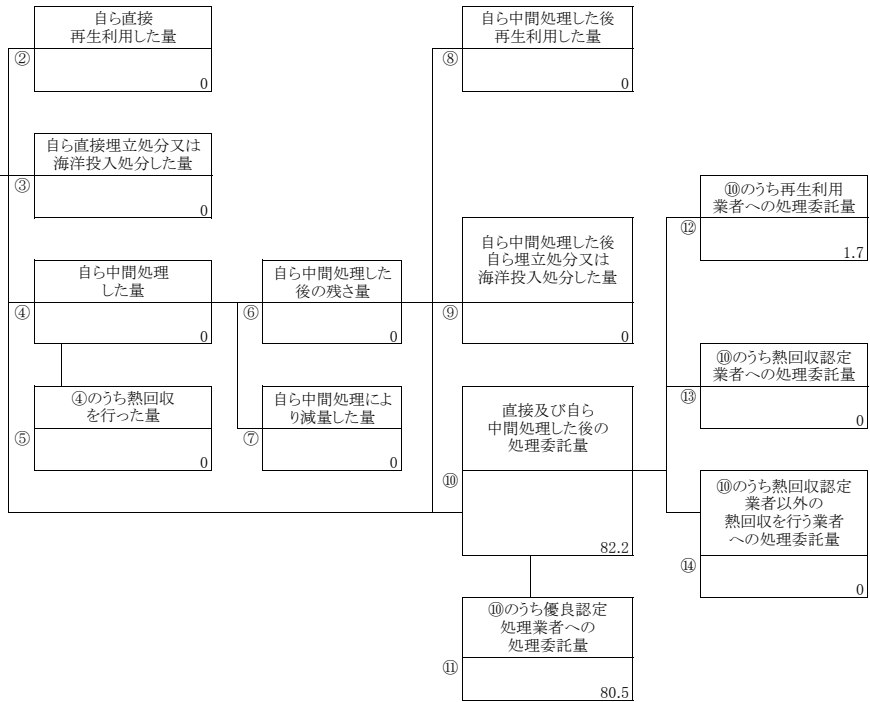 自ら直接
再生利用した量
②
0
自ら直接埋立処分又は
海洋投入処分した量
③
0
自ら中間処理
した量
④
0
④のうち熱回収
を行った量
⑤
0
自ら中間処理した
後の残さ量
⑥
0
自ら中間処理によ
り減量した量
⑦
0
自ら中間処理した後
再生利用した量
⑧
0
自ら中間処理した後
自ら埋立処分又は
海洋投入処分した量
⑨
0
直接及び自ら
中間処理した後の
処理委託量
⑩
82.2
⑩のうち優良認定
処理業者への
処理委託量
⑪
80.5
⑩のうち再生利用
業者への処理委託量
⑫
1.7
⑩のうち熱回収認定
業者への処理委託量
⑬
0
⑩のうち熱回収認定
業者以外の
熱回収を行う業者
への処理委託量
⑭
0